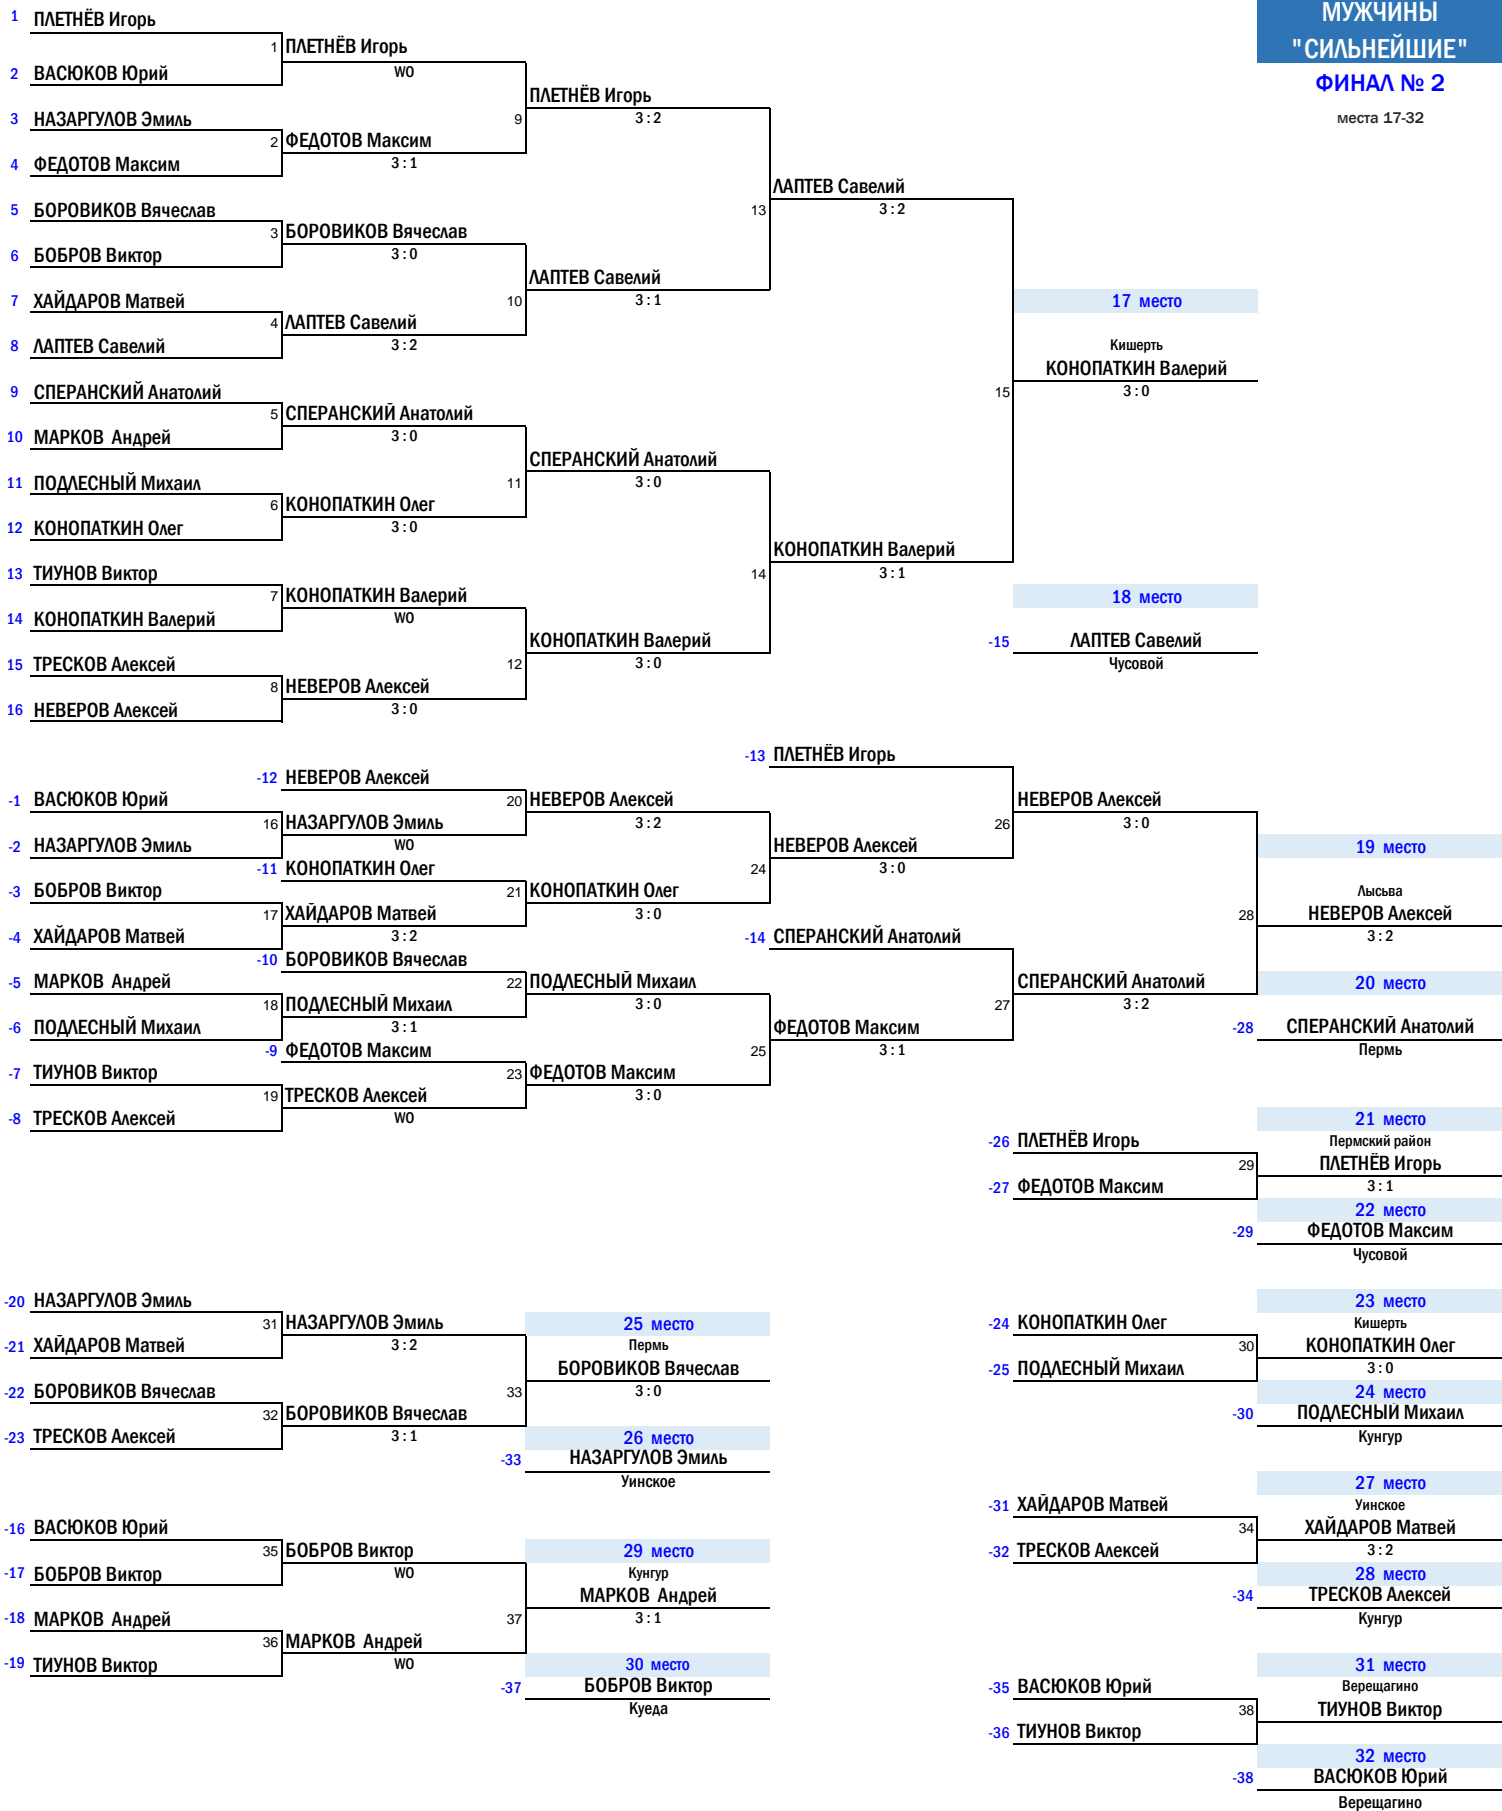 МУЖЧИНЫ
"СИЛЬНЕЙШИЕ"
ФИНАЛ № 2
места 17-32
1 ПЛЕТНЁВ Игорь
1 ПЛЕТНЁВ Игорь
2 ВАСЮКОВ Юрий
WO
ПЛЕТНЁВ Игорь
3 НАЗАРГУЛОВ Эмиль
9
3 : 2
2 ФЕДОТОВ Максим
4 ФЕДОТОВ Максим
3 : 1
ЛАПТЕВ Савелий
5 БОРОВИКОВ Вячеслав
13
3 : 2
3 БОРОВИКОВ Вячеслав
6 БОБРОВ Виктор
3 : 0
ЛАПТЕВ Савелий
7 ХАЙДАРОВ Матвей
10
3 : 1
17 место
4 ЛАПТЕВ Савелий
8 ЛАПТЕВ Савелий
3 : 2
Кишерть
КОНОПАТКИН Валерий
9 СПЕРАНСКИЙ Анатолий
15
3 : 0
5 СПЕРАНСКИЙ Анатолий
10 МАРКОВ Андрей
3 : 0
СПЕРАНСКИЙ Анатолий
11 ПОДЛЕСНЫЙ Михаил
11
3 : 0
6 КОНОПАТКИН Олег
12 КОНОПАТКИН Олег
3 : 0
КОНОПАТКИН Валерий
13 ТИУНОВ Виктор
14
3 : 1
7 КОНОПАТКИН Валерий
18 место
14 КОНОПАТКИН Валерий
WO
КОНОПАТКИН Валерий
-15 ЛАПТЕВ Савелий
15 ТРЕСКОВ Алексей
12
3 : 0
Чусовой
8 НЕВЕРОВ Алексей
16 НЕВЕРОВ Алексей
3 : 0
-13 ПЛЕТНЁВ Игорь
-12 НЕВЕРОВ Алексей
-1 ВАСЮКОВ Юрий
20 НЕВЕРОВ Алексей
НЕВЕРОВ Алексей
16 НАЗАРГУЛОВ Эмиль
3 : 2
26
3 : 0
-2 НАЗАРГУЛОВ Эмиль
WO
НЕВЕРОВ Алексей
19 место
-11 КОНОПАТКИН Олег
24
3 : 0
-3 БОБРОВ Виктор
21 КОНОПАТКИН Олег
Лысьва
17 ХАЙДАРОВ Матвей
3 : 0
28 НЕВЕРОВ Алексей
-4 ХАЙДАРОВ Матвей
3 : 2
-14 СПЕРАНСКИЙ Анатолий
3 : 2
-10 БОРОВИКОВ Вячеслав
-5 МАРКОВ Андрей
22 ПОДЛЕСНЫЙ Михаил
СПЕРАНСКИЙ Анатолий
20 место
18 ПОДЛЕСНЫЙ Михаил
3 : 0
27
3 : 2
-6 ПОДЛЕСНЫЙ Михаил
3 : 1
ФЕДОТОВ Максим
-28 СПЕРАНСКИЙ Анатолий
-9 ФЕДОТОВ Максим
25
3 : 1
Пермь
-7 ТИУНОВ Виктор
23 ФЕДОТОВ Максим
19 ТРЕСКОВ Алексей
3 : 0
-8 ТРЕСКОВ Алексей
WO
21 место
-26 ПЛЕТНЁВ Игорь
Пермский район
29 ПЛЕТНЁВ Игорь
-27 ФЕДОТОВ Максим
3 : 1
22 место
-29 ФЕДОТОВ Максим
Чусовой
-20 НАЗАРГУЛОВ Эмиль
23 место
31 НАЗАРГУЛОВ Эмиль
25 место
-24 КОНОПАТКИН Олег
Кишерть
-21 ХАЙДАРОВ Матвей
3 : 2
Пермь
30 КОНОПАТКИН Олег
БОРОВИКОВ Вячеслав
-25 ПОДЛЕСНЫЙ Михаил
3 : 0
-22 БОРОВИКОВ Вячеслав
33
3 : 0
24 место
32 БОРОВИКОВ Вячеслав
-30 ПОДЛЕСНЫЙ Михаил
-23 ТРЕСКОВ Алексей
3 : 1
26 место
Кунгур
-33 НАЗАРГУЛОВ Эмиль
Уинское
27 место
-31 ХАЙДАРОВ Матвей
Уинское
-16 ВАСЮКОВ Юрий
34 ХАЙДАРОВ Матвей
35 БОБРОВ Виктор
29 место
-32 ТРЕСКОВ Алексей
3 : 2
-17 БОБРОВ Виктор
WO
Кунгур
28 место
МАРКОВ Андрей
-34 ТРЕСКОВ Алексей
-18 МАРКОВ Андрей
37
3 : 1
Кунгур
36 МАРКОВ Андрей
-19 ТИУНОВ Виктор
WO
30 место
31 место
-37 БОБРОВ Виктор
-35 ВАСЮКОВ Юрий
Верещагино
Куеда
38 ТИУНОВ Виктор
-36 ТИУНОВ Виктор
32 место
-38 ВАСЮКОВ Юрий
Верещагино